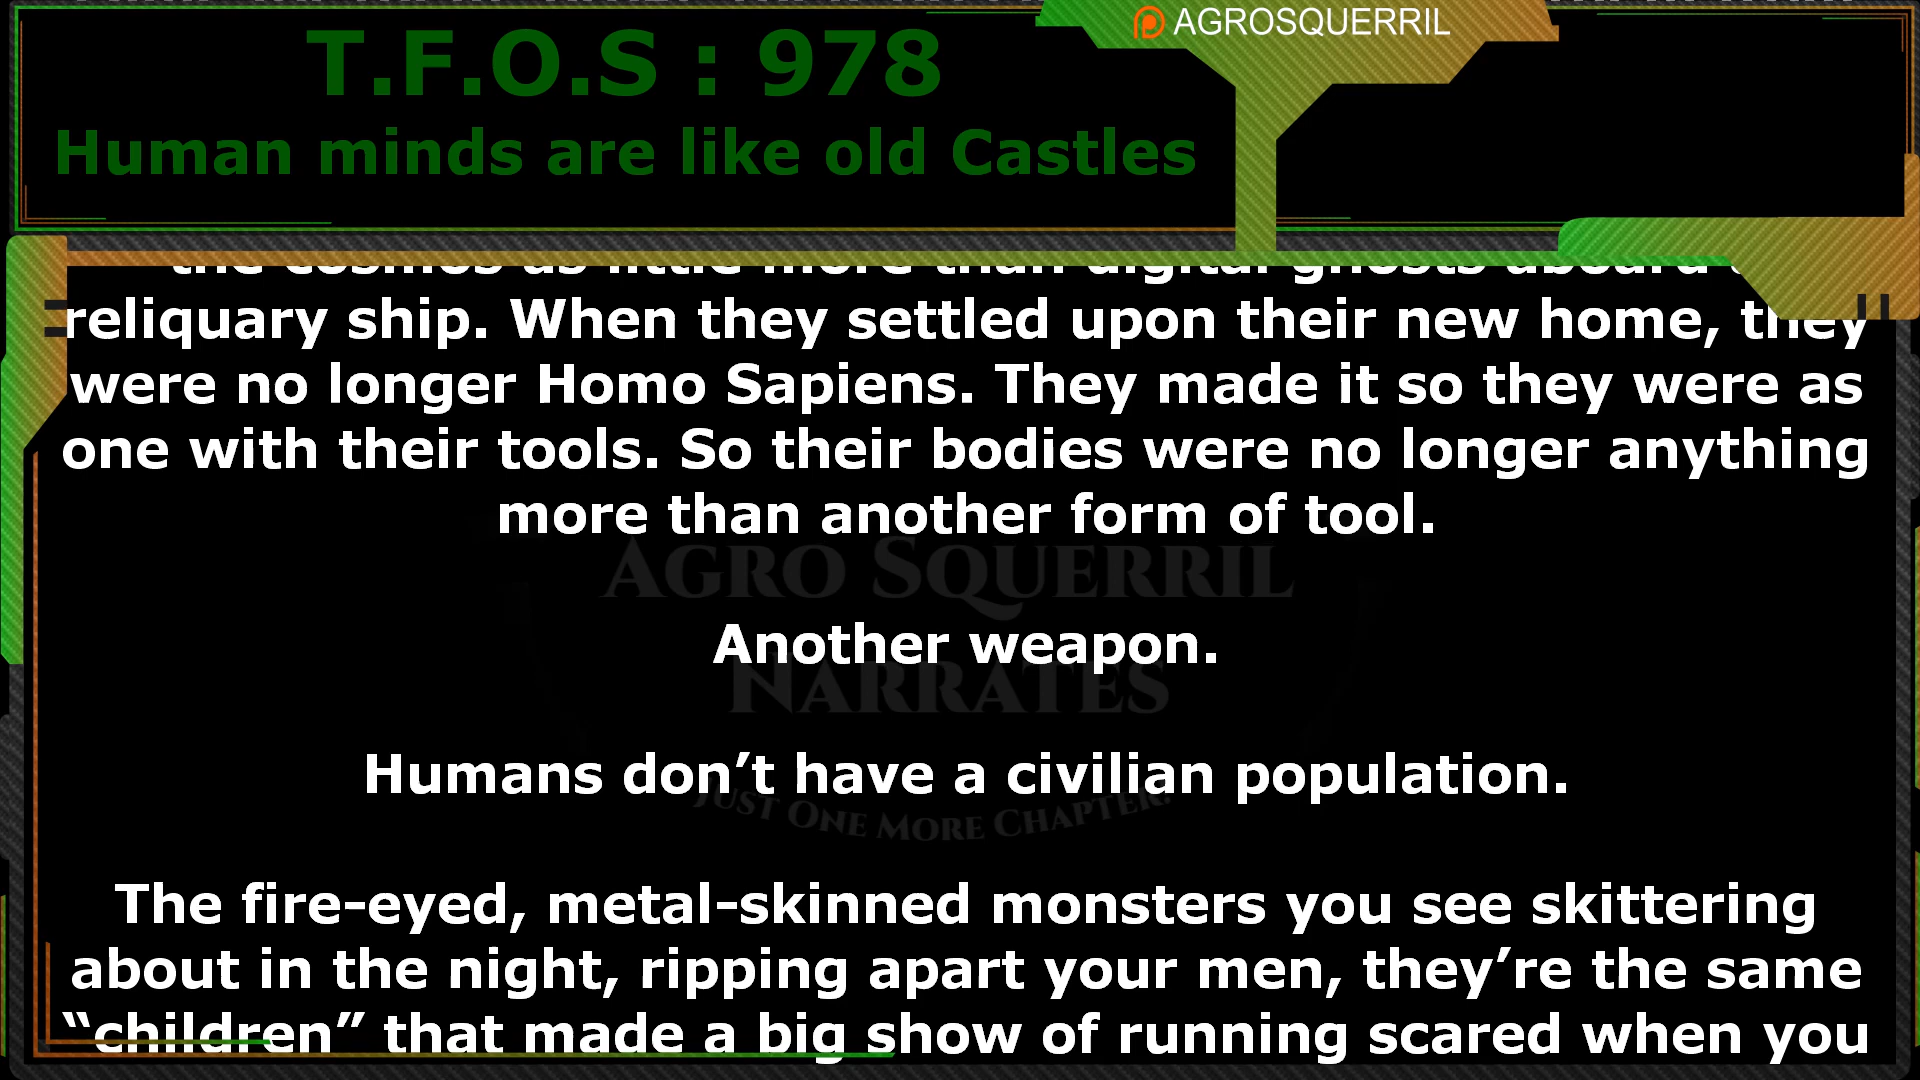 AGROSQUERRIL
T.F.O.S : 978
Human minds are like old Castles
the cosmos as little more than digital ghosts aboard
reliquary ship. When they settled upon their new home, they
were no longer Homo Sapiens. They made it so they were as
one with their tools. So their bodies were no longer anything
more than another form of tool.
AGRO SQUERRIL
Another weapon.
NARRATES
Humans don’t have a civilian population.
JUST ONE MORE CHAPTER.
The fire-eyed, metal-skinned monsters you see skittering
about in the night, ripping apart your men, they’re the same
“children” that made a big show of running scared when you